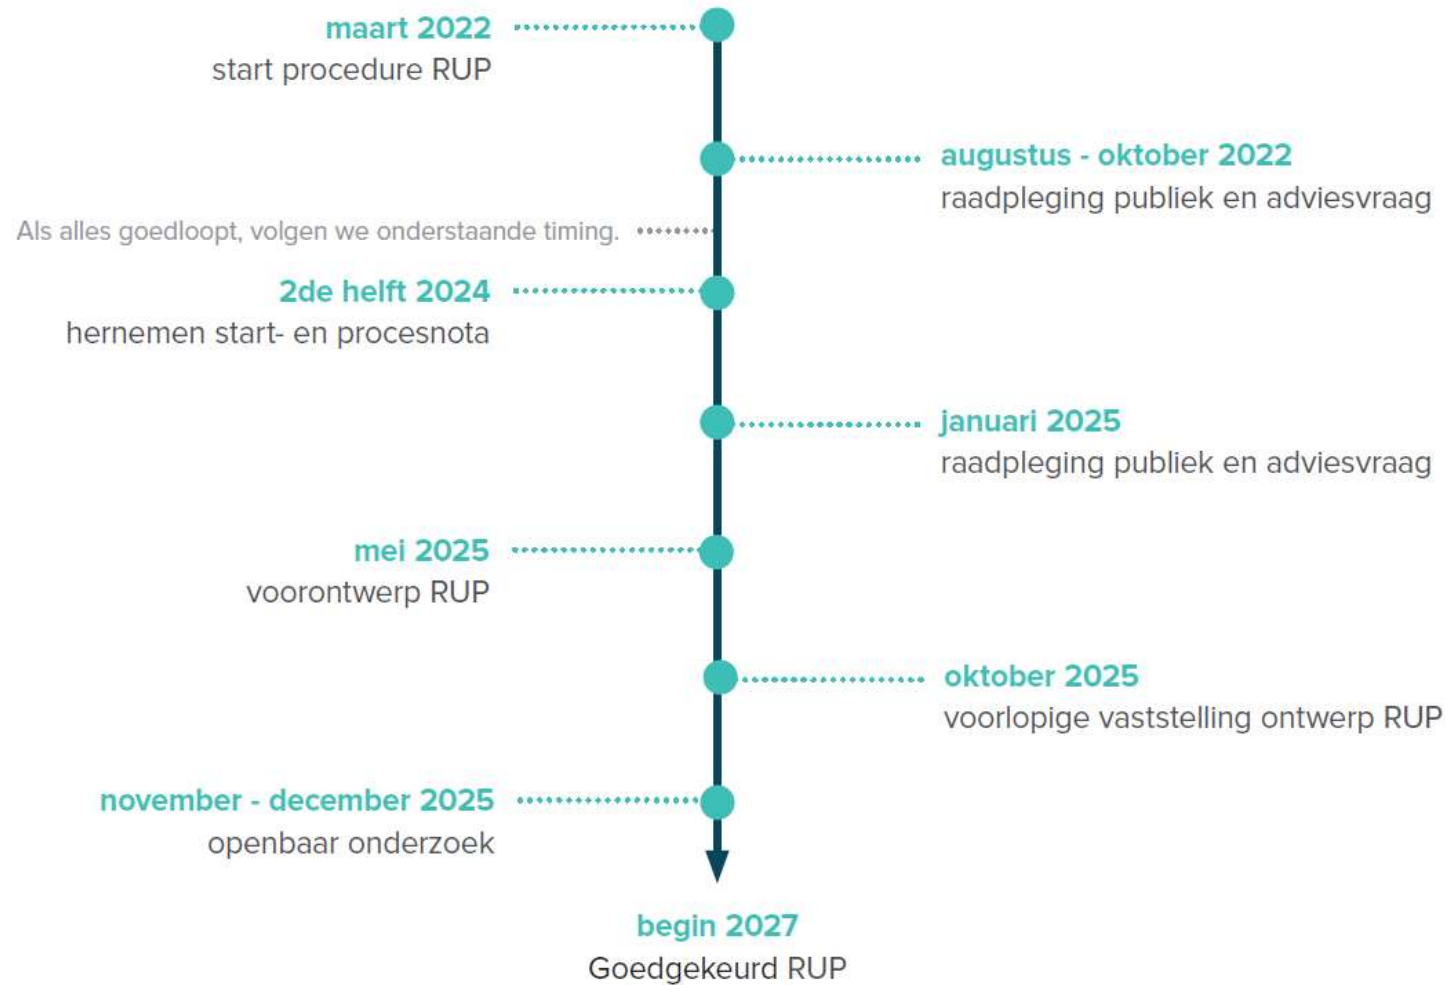 maart 2022
start procedure RUP
augustus - oktober 2022
raadpleging publiek en adviesvraag
Als alles goedloopt, volgen we onderstaande timing.
2de helft 2024
hernemen start- en procesnota
januari 2025
raadpleging publiek en adviesvraag
mei 2025
voorontwerp RUP
oktober 2025
voorlopige vaststelling ontwerp RUP
november - december 2025
openbaar onderzoek
begin 2027
Goedgekeurd RUP